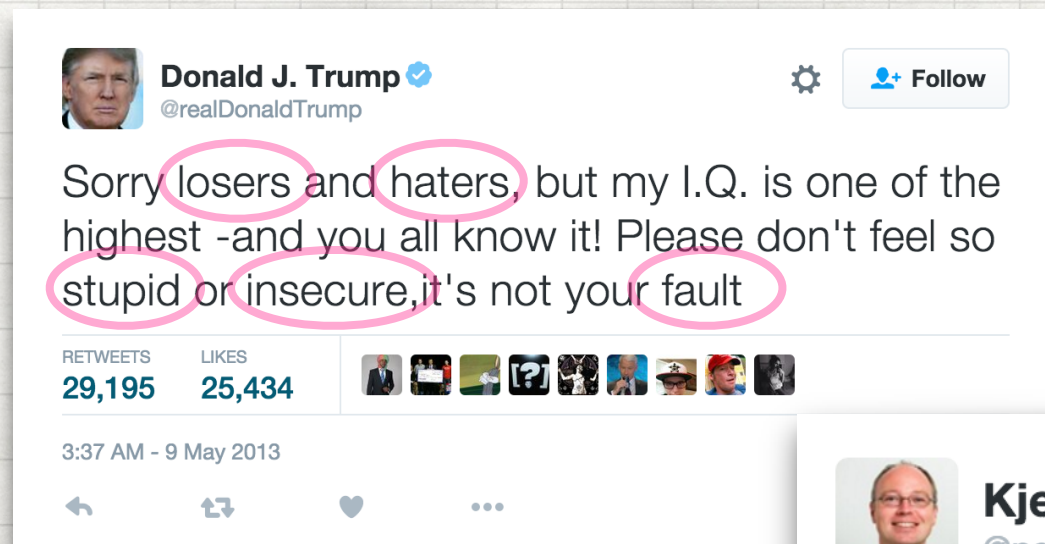 Donald J. Trump
@realDonaldTrump
Follow
Sorry losers and haters, but my I.Q. is one of the
highest -and you all know it! Please don't feel so
stupid or insecure,it's not your fault
RETWEETS LIKES
29,195 25,434
[?]
3:37 AM - 9 May 2013